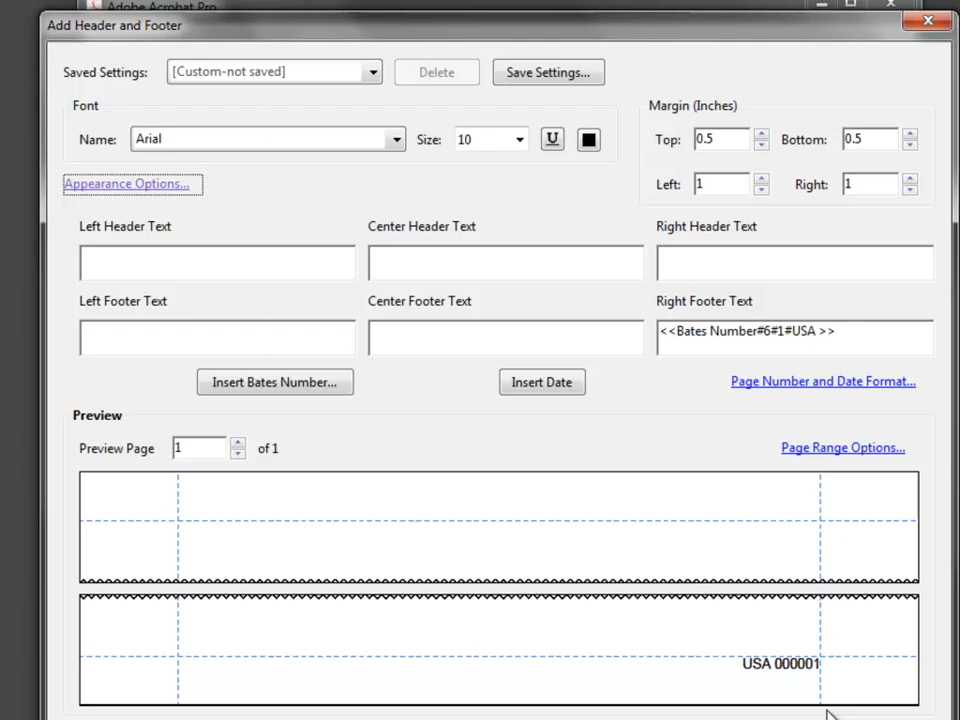 Adobe Acrobat Pro
Add Header and Footer
Saved Settings: [Custom-not saved] Delete Save Settings...
Font
Margin (Inches)
Name: Arial Size: 10 U
Top: 0.5 Bottom: 0.5
Appearance Options...
Left: 1 Right: 1
Left Header Text Center Header Text Right Header Text
Left Footer Text Center Footer Text Right Footer Text
<<Bates Number#6#1#USA >>
Insert Bates Number... Insert Date Page Number and Date Format...
Preview
Preview Page 1 of 1 Page Range Options...
USA 000001